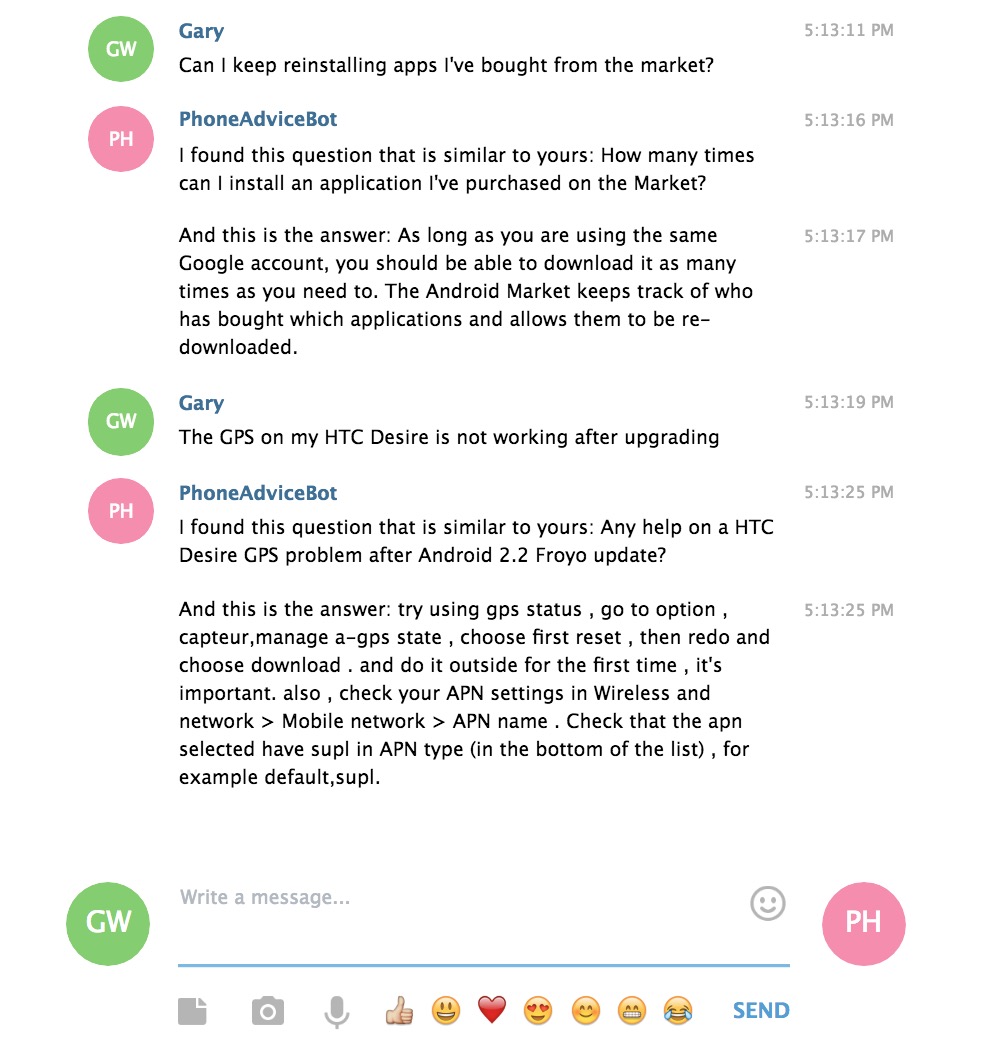 GW
Gary
5:13:11 PM
Can I keep reinstalling apps I've bought from the market?
PH
PhoneAdviceBot
5:13:16 PM
I found this question that is similar to yours: How many times
can I install an application I've purchased on the Market?
And this is the answer: As long as you are using the same
5:13:17 PM
Google account, you should be able to download it as many
times as you need to. The Android Market keeps track of who
has bought which applications and allows them to be re-
downloaded.
GW
Gary
5:13:19 PM
The GPS on my HTC Desire is not working after upgrading
PH
PhoneAdviceBot
5:13:25 PM
I found this question that is similar to yours: Any help on a HTC
Desire GPS problem after Android 2.2 Froyo update?
And this is the answer: try using gps status , go to option ,
5:13:25 PM
capteur,manage a-gps state , choose first reset , then redo and
choose download . and do it outside for the first time , it's
important. also , check your APN settings in Wireless and
network > Mobile network > APN name . Check that the apn
selected have supl in APN type (in the bottom of the list) , for
example default,supl.
GW
Write a message...
PH
SEND